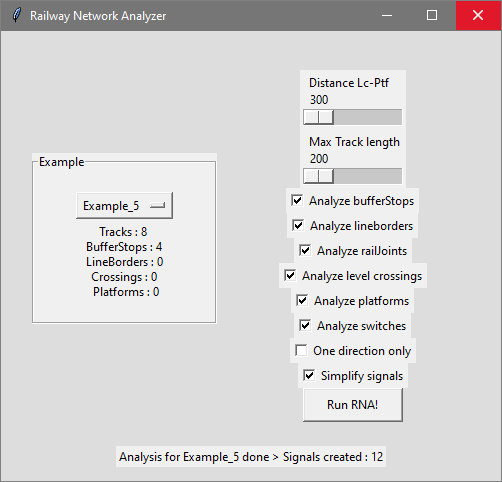 Railway Network Analyzer
Distance Lc-Ptf
300
Max Track length
200
Example
Example_5
Tracks : 8
BufferStops : 4
LineBorders : 0
Crossings : 0
Platforms : 0
Analyze bufferStops
Analyze lineborders
Analyze railJoints
Analyze level crossings
Analyze platforms
Analyze switches
One direction only
Simplify signals
Run RNA!
Analysis for Example_5 done > Signals created : 12